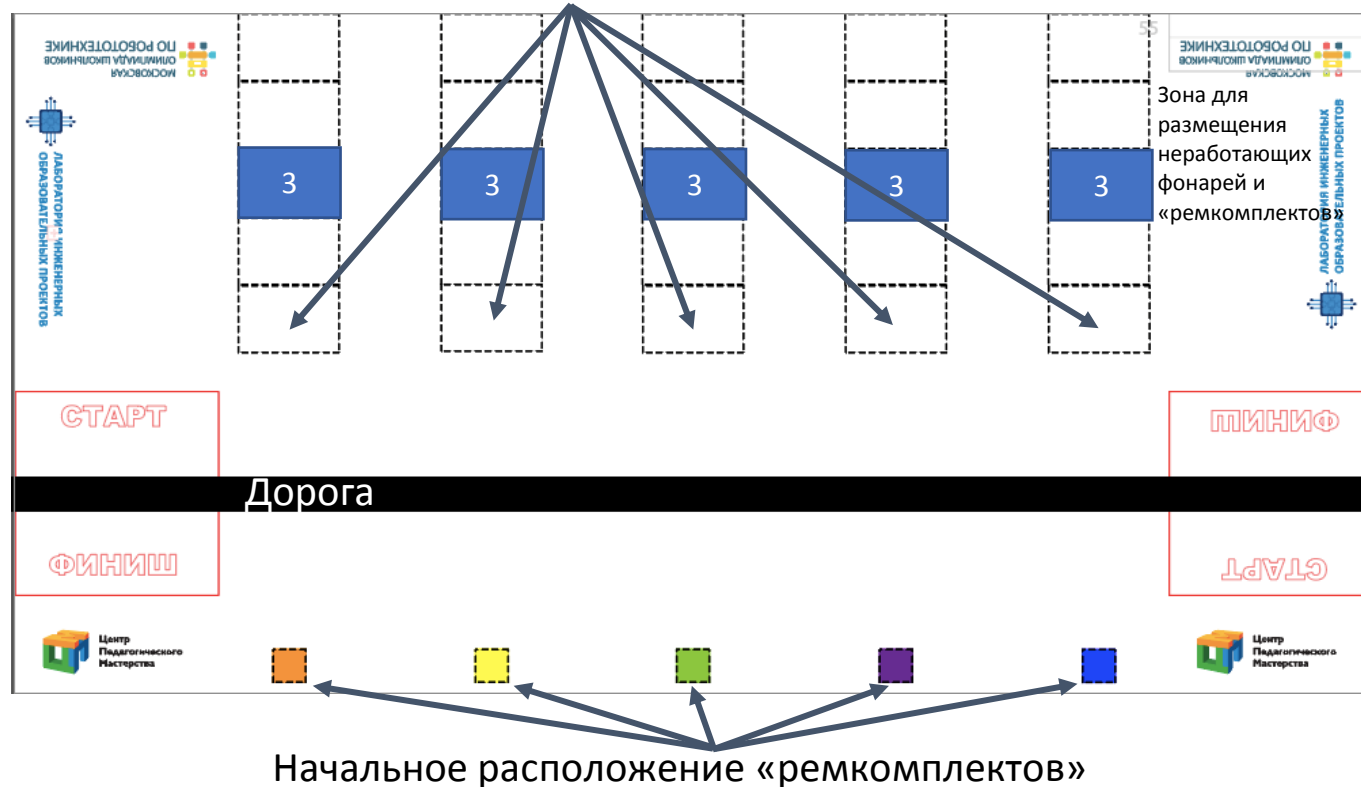 МОСКОВСКАЯ
ОЛИМПИАДА ШКОЛЬНИКОВ
ПО РОБОТОТЕХНИКЕ
55
МОСКОВСКАЯ
ОЛИМПИАДА ШКОЛЬНИКОВ
ПО РОБОТОТЕХНИКЕ
Зона для
размещения
неработающих
фонарей и
«ремкомплектов»
ЛАБОРАТОРИЯ ИНЖЕНЕРНЫХ
ОБРАЗОВАТЕЛЬНЫХ ПРОЕКТОВ
3
3
3
3
3
ЛАБОРАТОРИЯ ИНЖЕНЕРНЫХ
ОБРАЗОВАТЕЛЬНЫХ ПРОЕКТОВ
СТАРТ
ФИНИШ
Дорога
ФИНИШ
СТАРТ
Центр
Педагогического
Мастерства
Центр
Педагогического
Мастерства
Начальное расположение «ремкомплектов»